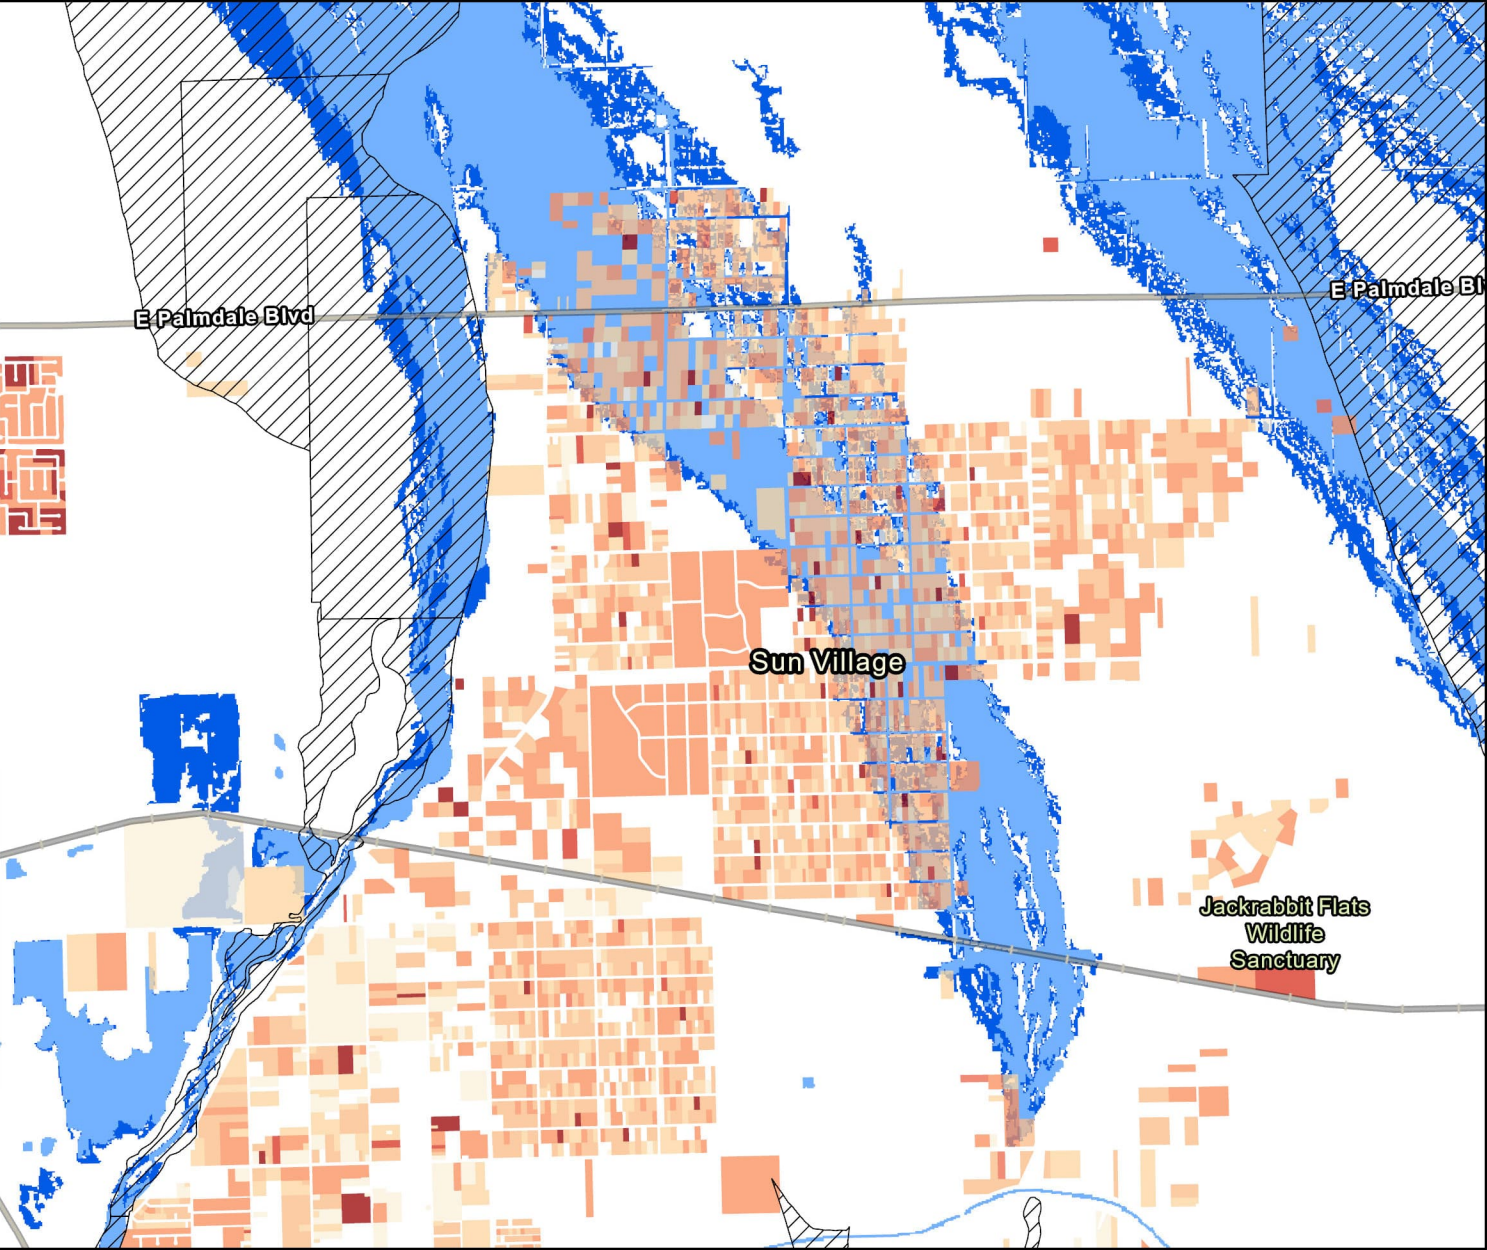 E Palmdale Blvd
E Palmdale Bl
Sun Village
Jackrabbit Flats
Wildlife
Sanctuary